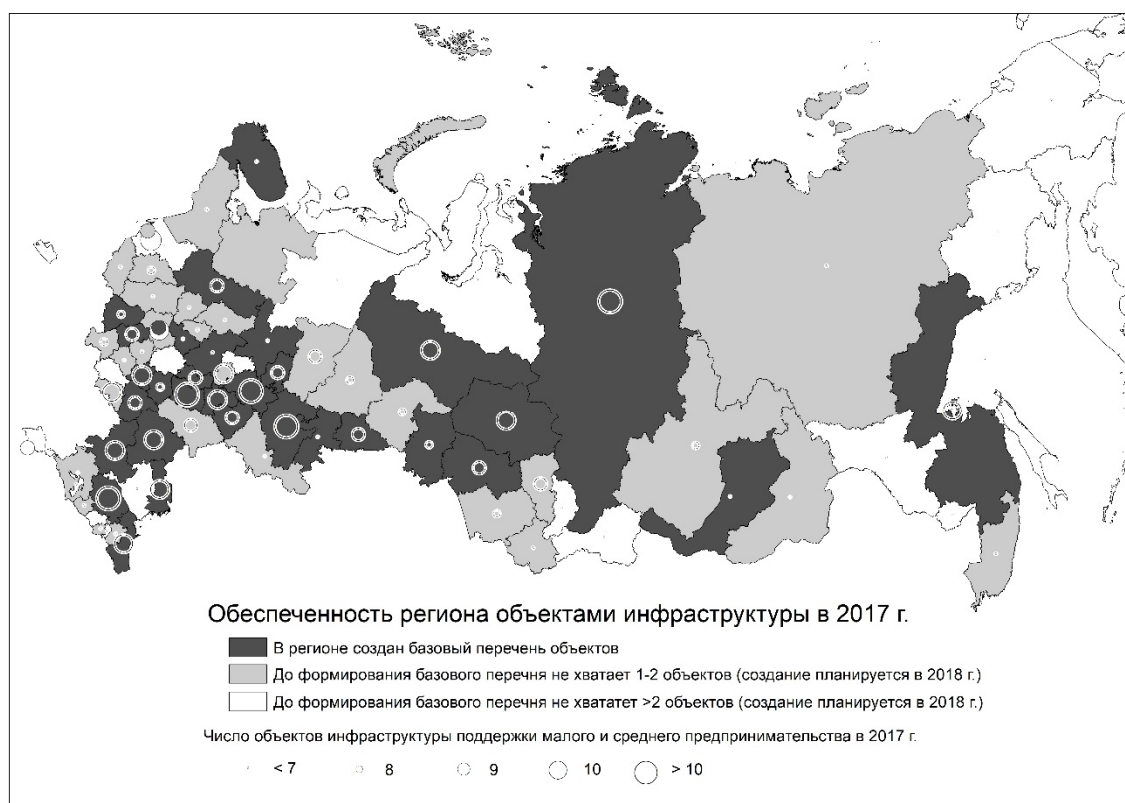 Обеспеченность региона объектами инфраструктуры в 2017 г.
В регионе создан базовый перечень объектов
До формирования базового перечня не хватает 1-2 объектов (создание планируется в 2018 г.)
До формирования базового перечня не хвататет >2 объектов (создание планируется в 2018 г.)
Число объектов инфраструктуры поддержки малого и среднего предпринимательства в 2017 г.
< 7 8 9 10 > 10